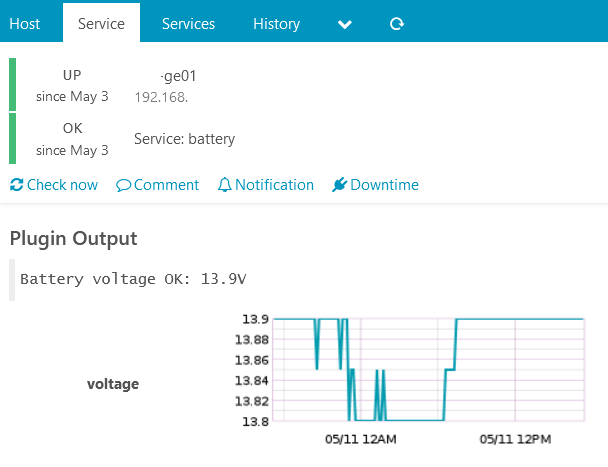 Host Service Services History
UP
since May 3
-ge01
192.168.
OK
since May 3
Service: battery
Check now Comment Notification Downtime
Plugin Output
Battery voltage OK: 13.9V
voltage
13.9
13.88
13.86
13.84
13.82
13.8
05/11 12AM 05/11 12PM